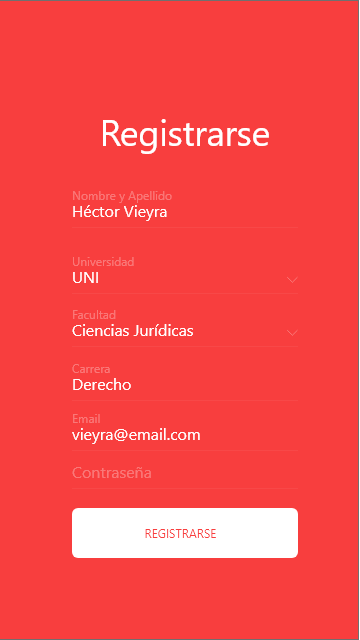 Registrarse
Nombre y Apellido
Héctor Vieyra
Universidad
UNI
Facultad
Ciencias Jurídicas
Carrera
Derecho
Email
vieyra@email.com
Contraseña
REGISTRARSE